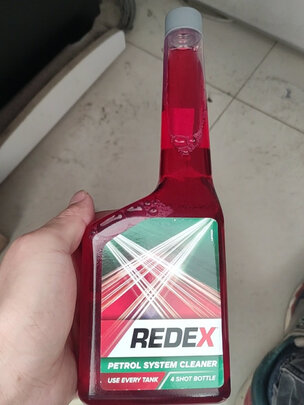 REDEX
PETROL SYSTEM CLEANER
USE EVERY TANK / 4 SHOT BOTTLE